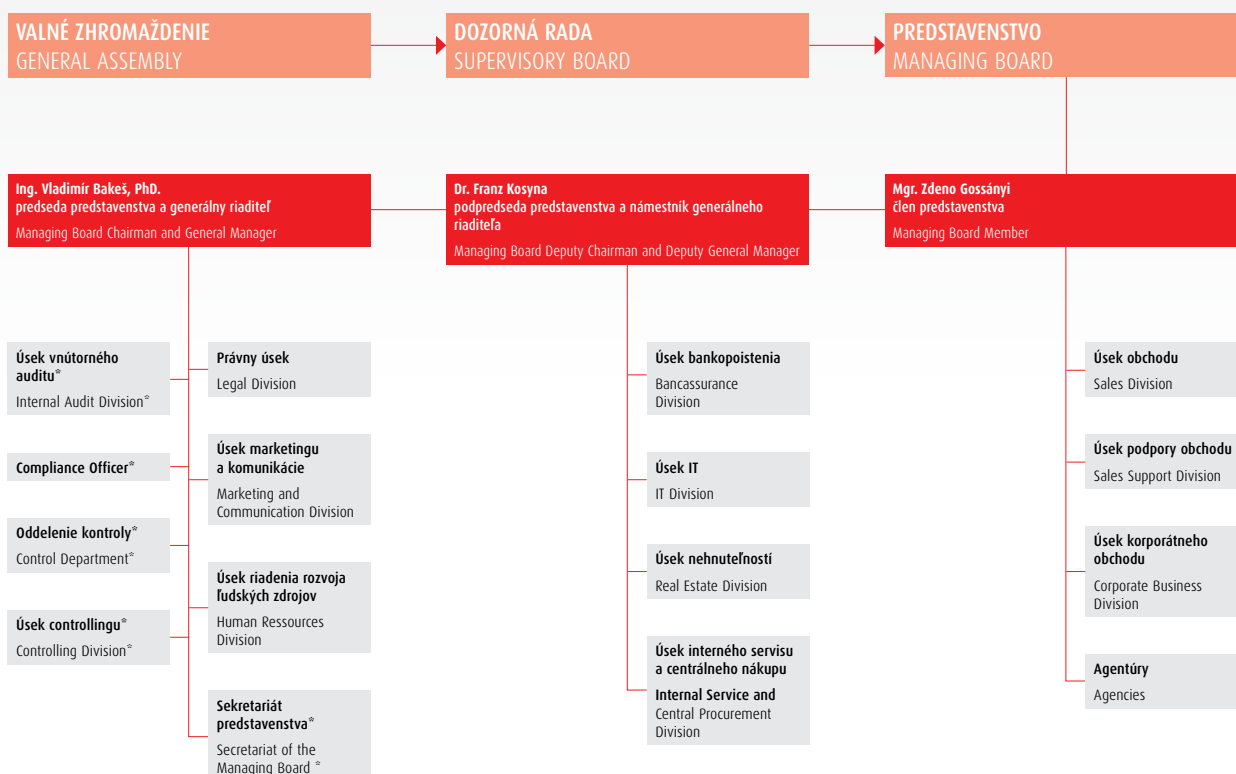 VALNÉ ZHROMAŽDENIE
GENERAL ASSEMBLY
DOZORNÁ RADA
SUPERVISORY BOARD
PREDSTAVENSTVO
MANAGING BOARD
Ing. Vladimír Bakeš, PhD.
predseda predstavenstva a generálny riaditeľ
Managing Board Chairman and General Manager
Dr. Franz Kosyna
podpredseda predstavenstva a námestník generálneho
riaditeľa
Managing Board Deputy Chairman and Deputy General Manager
Mgr. Zdeno Gossányi
člen predstavenstva
Managing Board Member
Úsek vnútorného
auditu*
Internal Audit Division*
Compliance Officer*
Oddelenie kontroly*
Control Department*
Úsek controllingu*
Controlling Division*
Právny úsek
Legal Division
Úsek marketingu
a komunikácie
Marketing and
Communication Division
Úsek riadenia rozvoja
ľudských zdrojov
Human Ressources
Division
Sekretariát
predstavenstva*
Secretariat of the
Managing Board *
Úsek bankopoistenia
Bancassurance
Division
Úsek IT
IT Division
Úsek nehnuteľností
Real Estate Division
Úsek interného servisu
a centrálneho nákupu
Internal Service and
Central Procurement
Division
Úsek obchodu
Sales Division
Úsek podpory obchodu
Sales Support Division
Úsek korporátneho
obchodu
Corporate Business
Division
Agentúry
Agencies